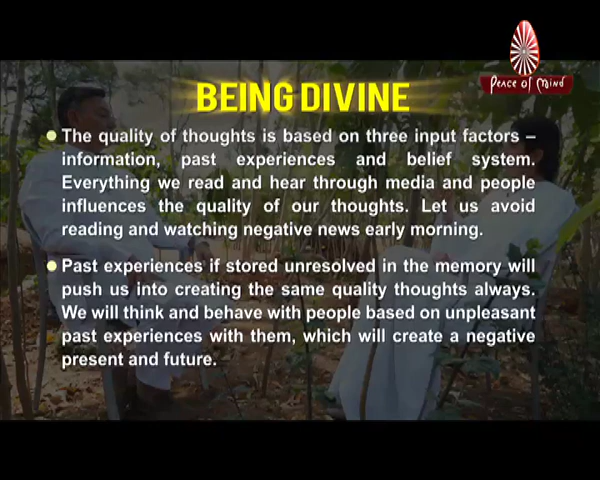 Peace of Mind
BEING DIVINE
The quality of thoughts is based on three input factors –
information, past experiences and belief system.
Everything we read and hear through media and people
influences the quality of our thoughts. Let us avoid
reading and watching negative news early morning.
Past experiences if stored unresolved in the memory will
push us into creating the same quality thoughts always.
We will think and behave with people based on unpleasant
past experiences with them, which will create a negative
present and future.